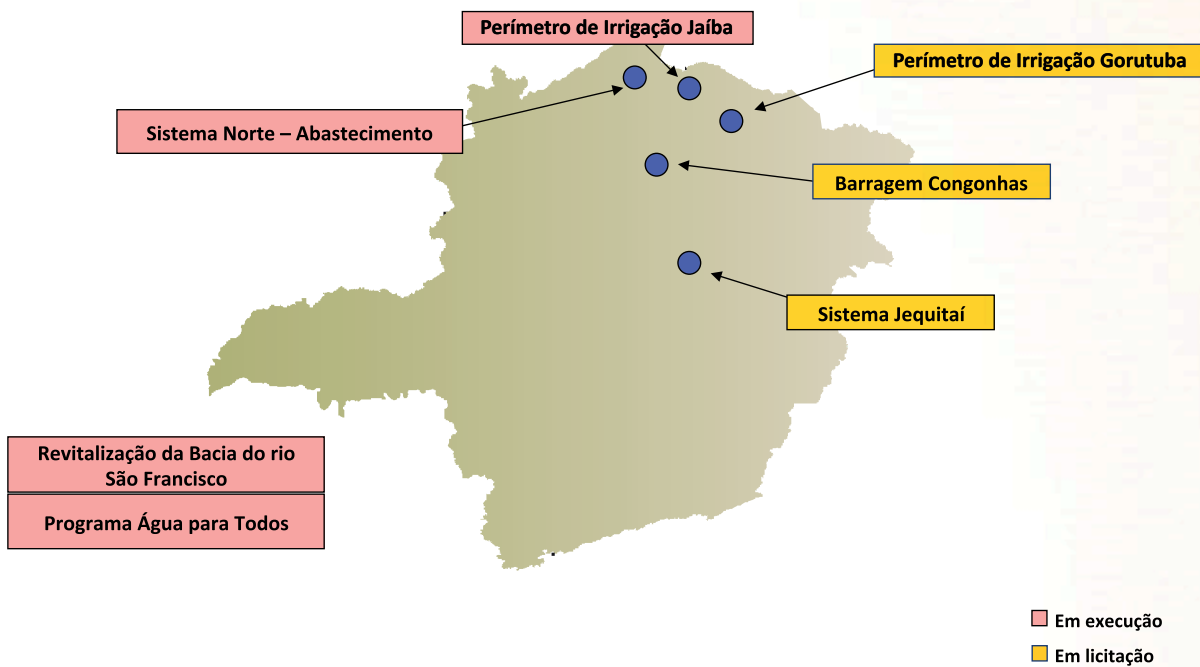 Perímetro de Irrigação Jaíba
Perímetro de Irrigação Gorutuba
Sistema Norte – Abastecimento
Barragem Congonhas
Sistema Jequitaí
Revitalização da Bacia do rio
São Francisco
Programa Água para Todos
Em execução
Em licitação